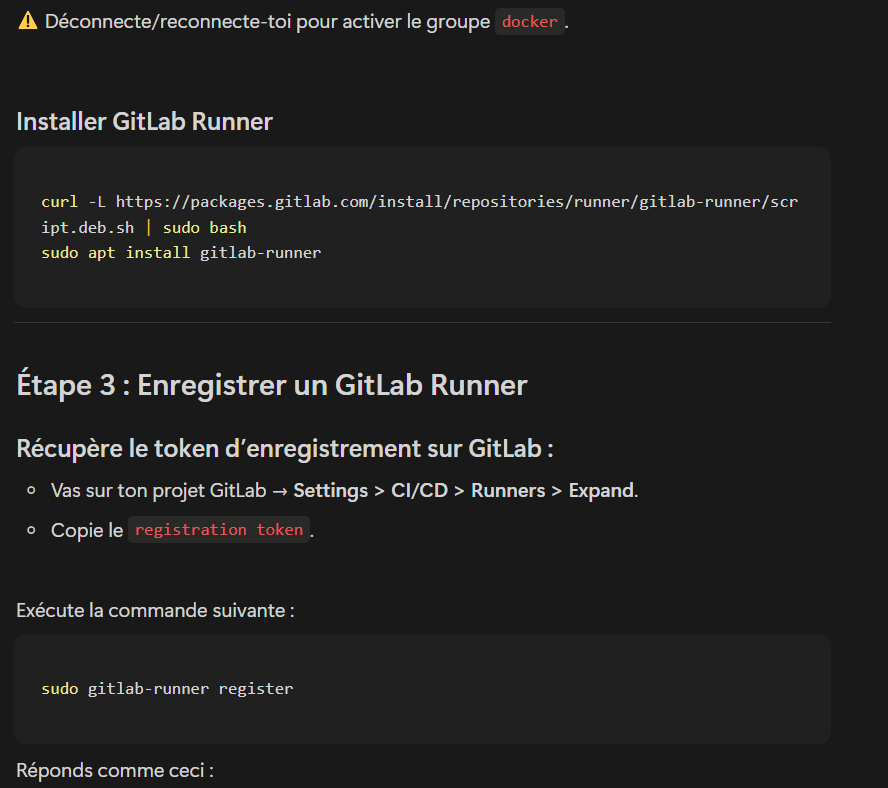 ⚠️ Déconnecte/reconnecte-toi pour activer le groupe docker.
Installer GitLab Runner
curl -L https://packages.gitlab.com/install/repositories/runner/gitlab-runner/scr
ipt.deb.sh | sudo bash
sudo apt install gitlab-runner
Étape 3 : Enregistrer un GitLab Runner
Récupère le token d’enregistrement sur GitLab :
Vas sur ton projet GitLab → Settings > CI/CD > Runners > Expand.
Copie le registration token.
Exécute la commande suivante :
sudo gitlab-runner register
Réponds comme ceci :